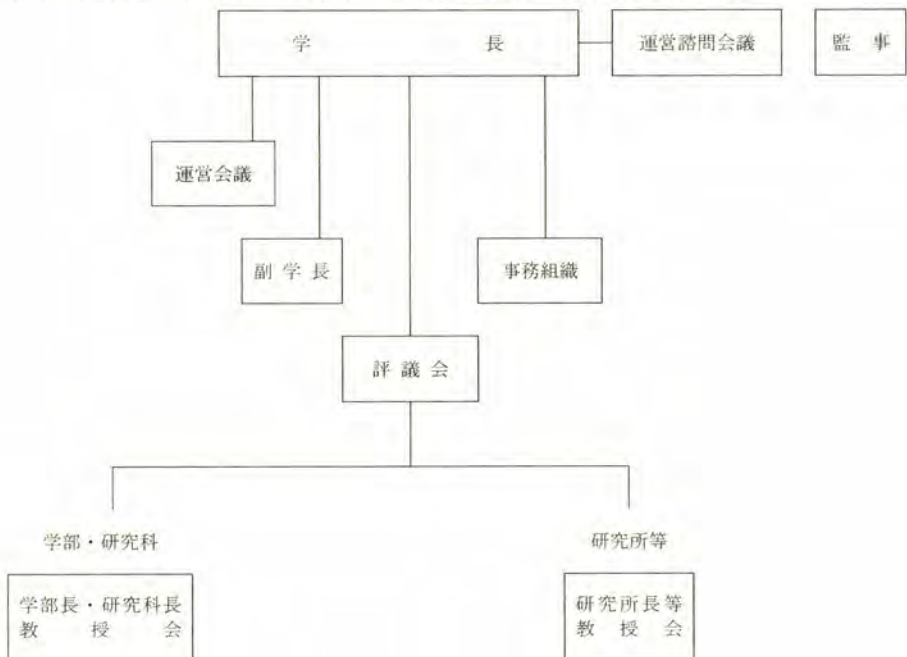 学長
運営諮問会議
監事
運営会議
副学長
事務組織
評議会
学部・研究科
研究所等
学部長・研究科長
教授会
研究所長等
教授会